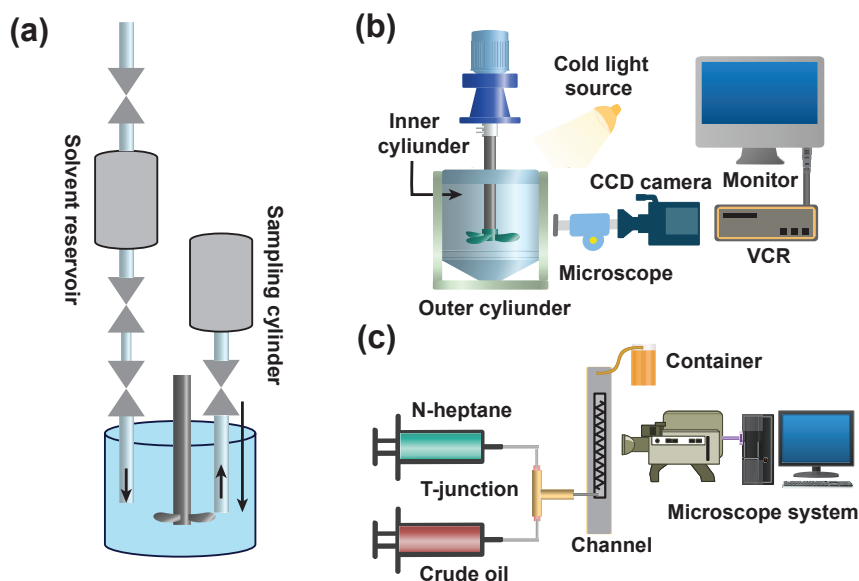 (a)
Solvent reservoir
Sampling cylinder
(b)
Cold light
source
Inner
cyliunder
CCD camera
Monitor
VCR
Microscope
Outer cyliunder
(c)
Container
N-heptane
T-junction
Microscope system
Channel
Crude oil